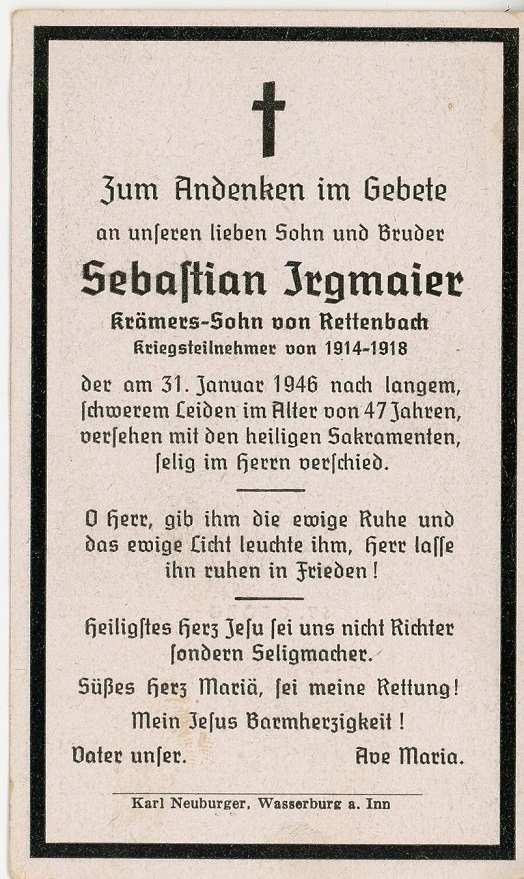 Zum Andenken im Gebete
an unseren lieben Sohn und Bruder
Sebastian Irgmaier
Krämers-Sohn von Rettenbach
Kriegsteilnehmer von 1914-1918
der am 31. Januar 1946 nach langem,
schwerem Leiden im Alter von 47 Jahren,
versehen mit den heiligen Sakramenten,
selig im Herrn verschied.
O Herr, gib ihm die ewige Ruhe und
das ewige Licht leuchte ihm, Herr lasse
ihn ruhen in Frieden!
Heiligstes Herz Jesu sei uns nicht Richter
sondern Seligmacher.
Süßes Herz Mariä, sei meine Rettung!
Mein Jesus Barmherzigkeit!
Vater unser. Ave Maria.
Karl Neuburger, Wasserburg a. Inn